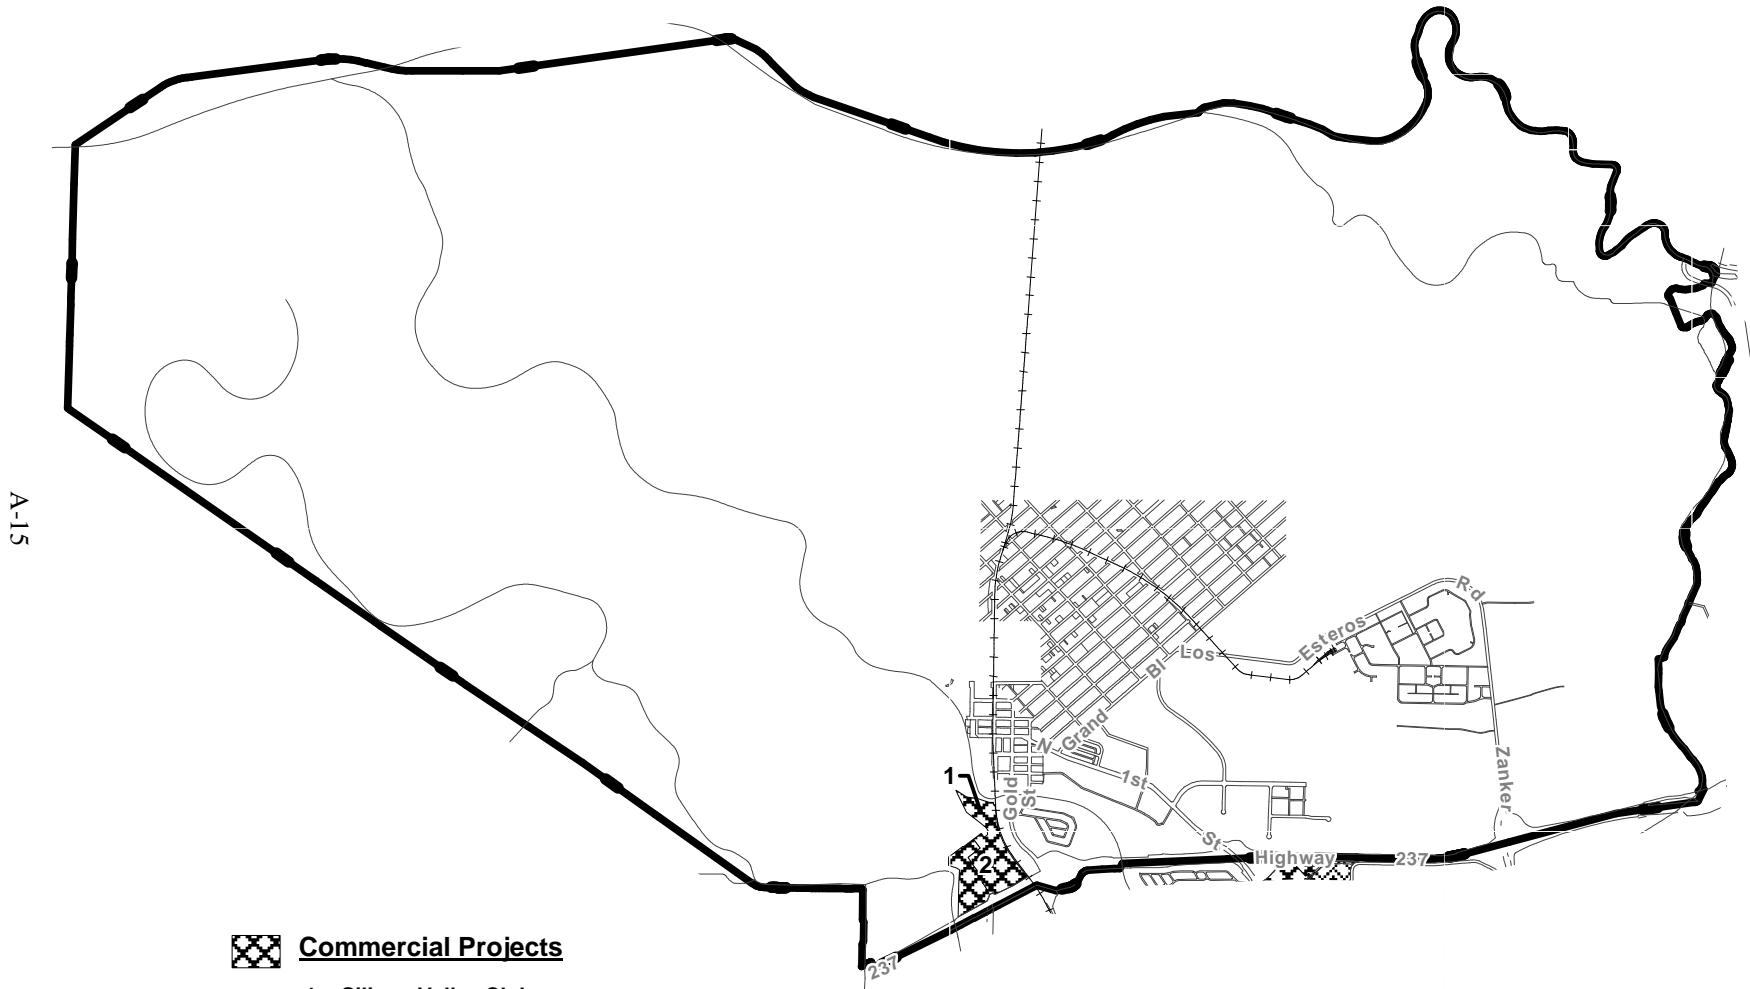 A-15
Rd
Esteros
Los
Bl
Grand
N
1st
St
Gold
St
Zanker
1
2
Highway
237
237
Commercial Projects